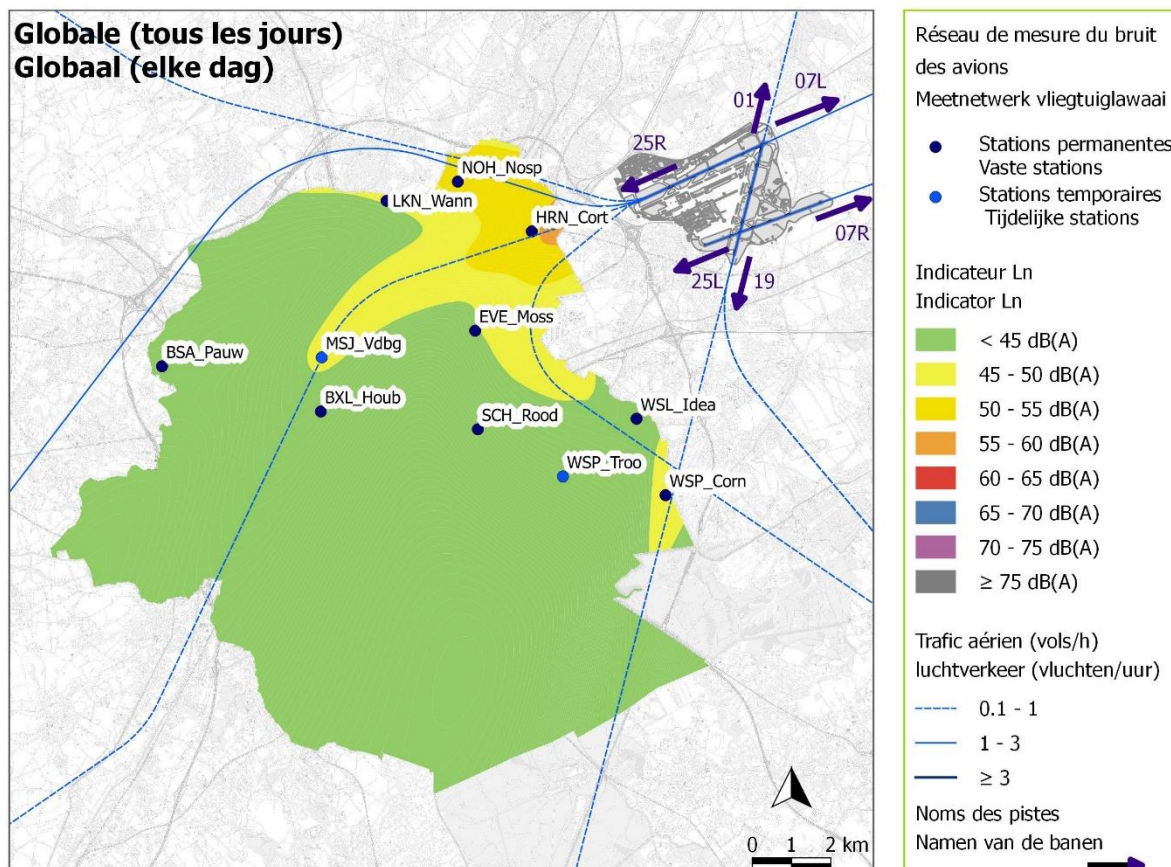 Globale (tous les jours)
Globaal (elke dag)
01
07L
25R
07R
25L
19
NOH_Nosp
LKN_Wann
HRN_Cort
EVE_Moss
MSJ_Vdbg
BSA_Pauw
BXL_Houb
SCH_Rood
WSL_Idea
WSP_Troo
WSP_Corn
0 1 2 km
Réseau de mesure du bruit
des avions
Meetnetwerk vliegtuiglawaai
Stations permanentes
Vaste stations
Stations temporaires
Tijdelijke stations
Indicateur Ln
Indicator Ln
< 45 dB(A)
45 - 50 dB(A)
50 - 55 dB(A)
55 - 60 dB(A)
60 - 65 dB(A)
65 - 70 dB(A)
70 - 75 dB(A)
≥ 75 dB(A)
Trafic aérien (vols/h)
luchtverkeer (vluchten/uur)
0.1 - 1
1 - 3
≥ 3
Noms des pistes
Namen van de banen